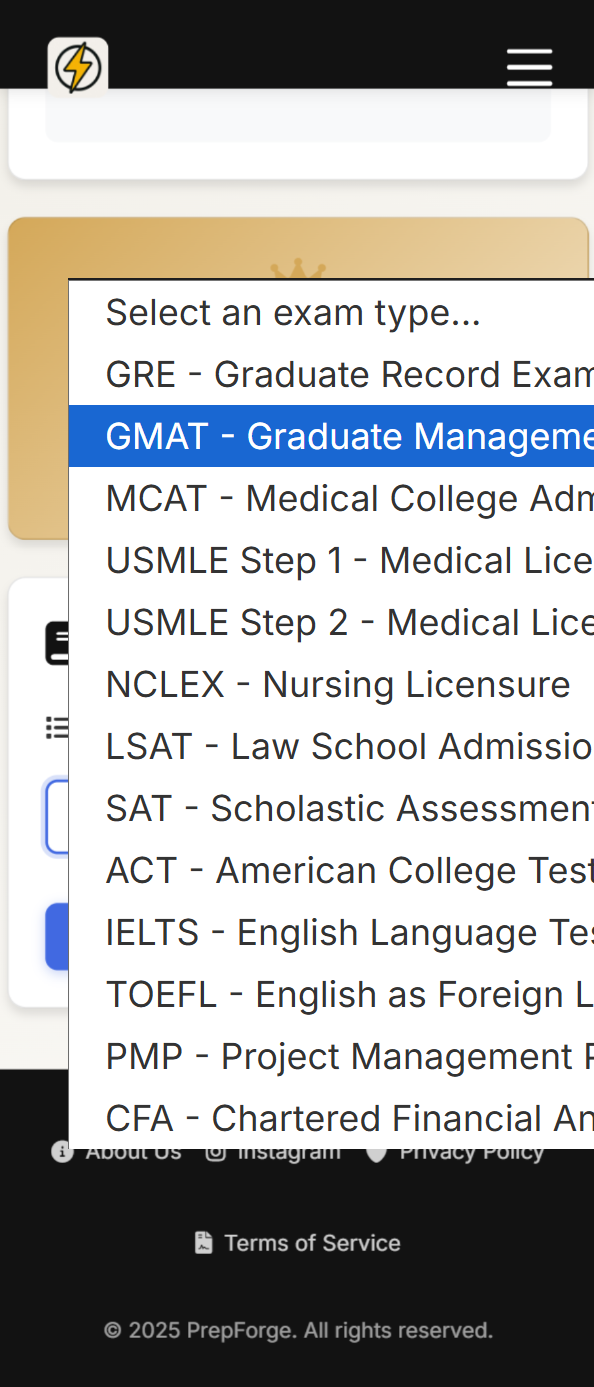 Select an exam type...
GRE - Graduate Record Exam
GMAT - Graduate Manageme
MCAT - Medical College Adm
USMLE Step 1 - Medical Lice
USMLE Step 2 - Medical Lice
NCLEX - Nursing Licensure
LSAT - Law School Admissio
SAT - Scholastic Assessment
ACT - American College Test
IELTS - English Language Tes
TOEFL - English as Foreign L
PMP - Project Management P
CFA - Chartered Financial An
About Us Instagram Privacy Policy
Terms of Service
© 2025 PrepForge. All rights reserved.